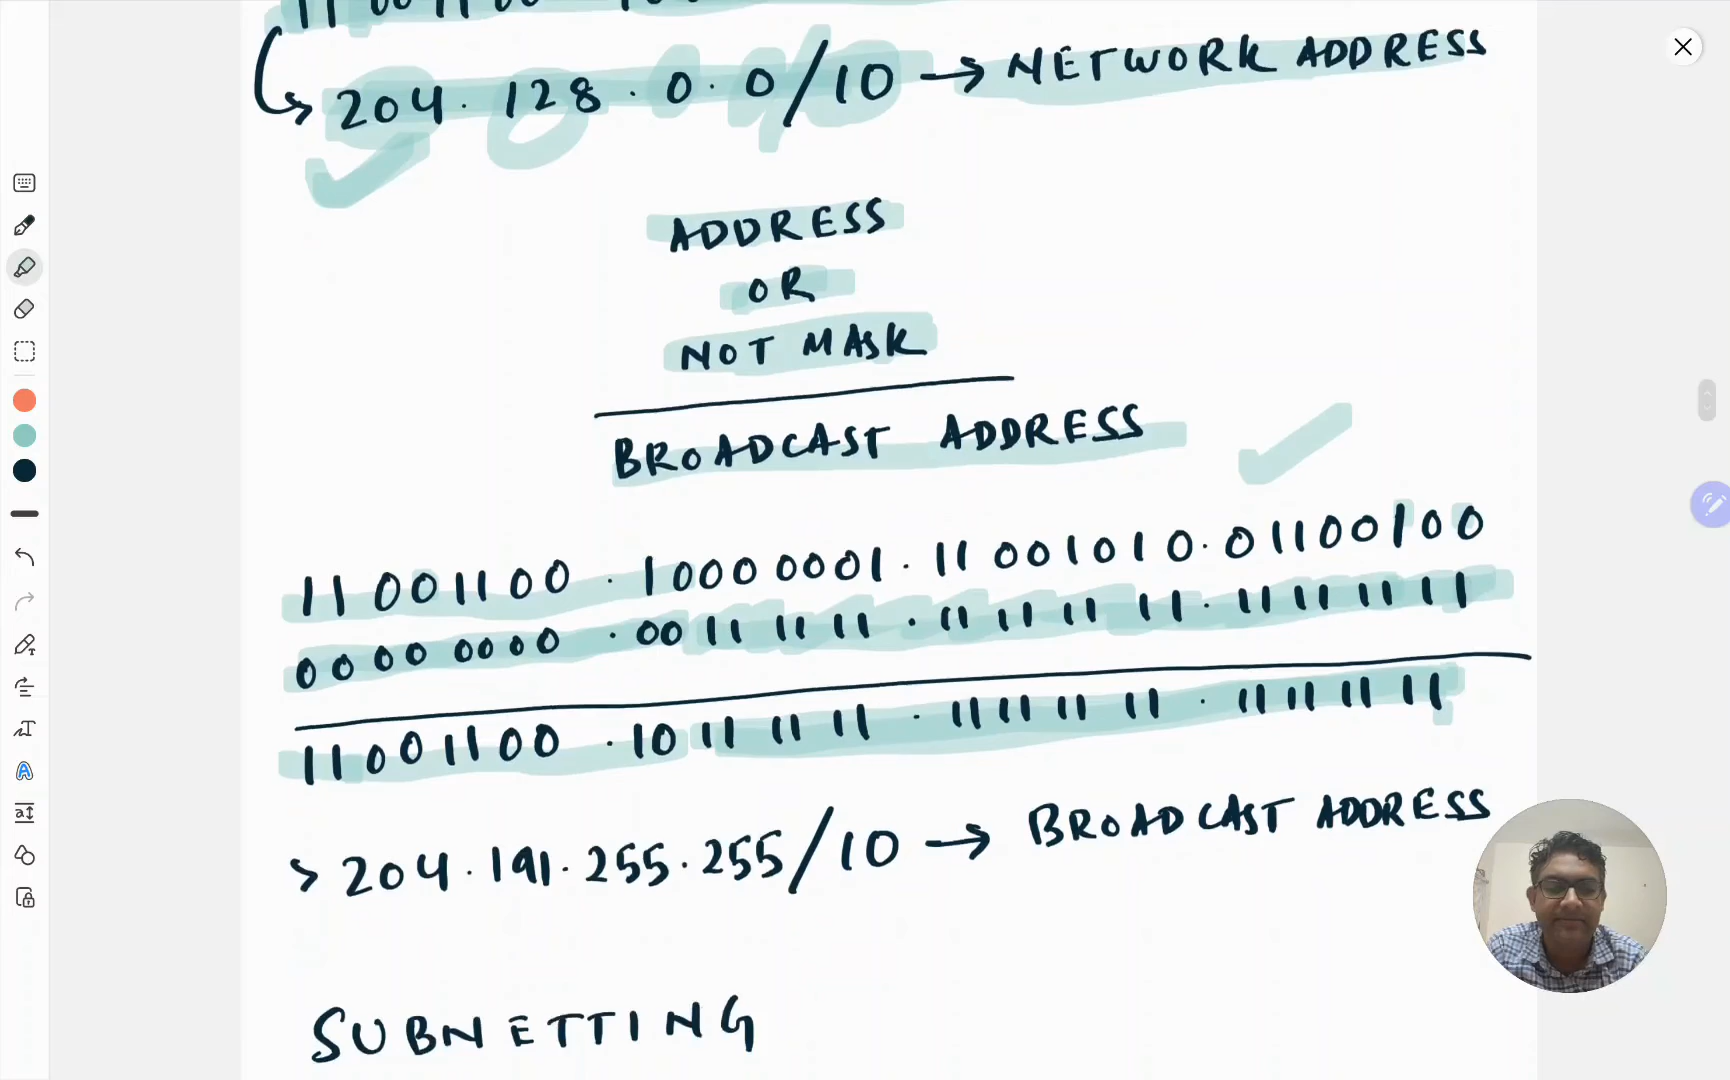 204.128.0.0/10 → NETWORK ADDRESS
ADDRESS
OR
NOT MASK
BROADCAST ADDRESS
11001100.10000001.11001010.01100100
00000000.00111111.11111111.11111111
11001100.10111111.11111111.11111111
204.191.255.255/10 → BROADCAST ADDRESS
SUBNETTING